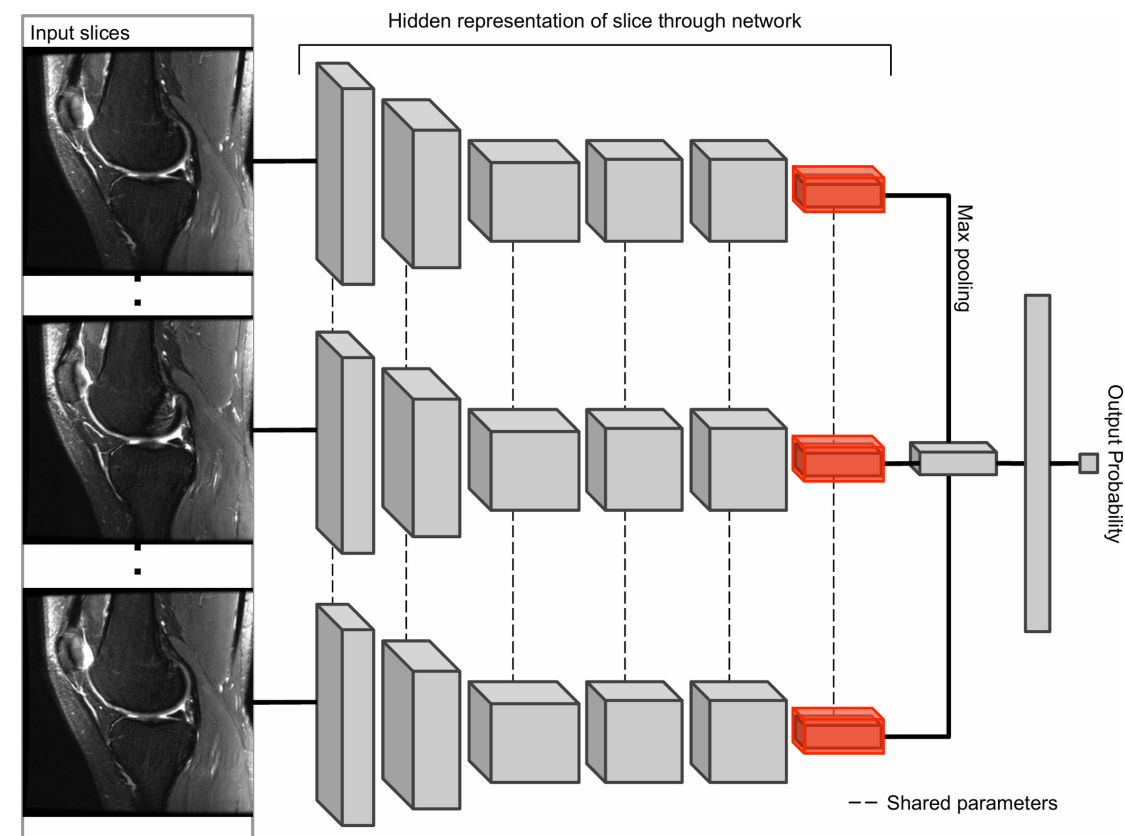 Hidden representation of slice through network
Input slices
Max pooling
Output Probability
Shared parameters